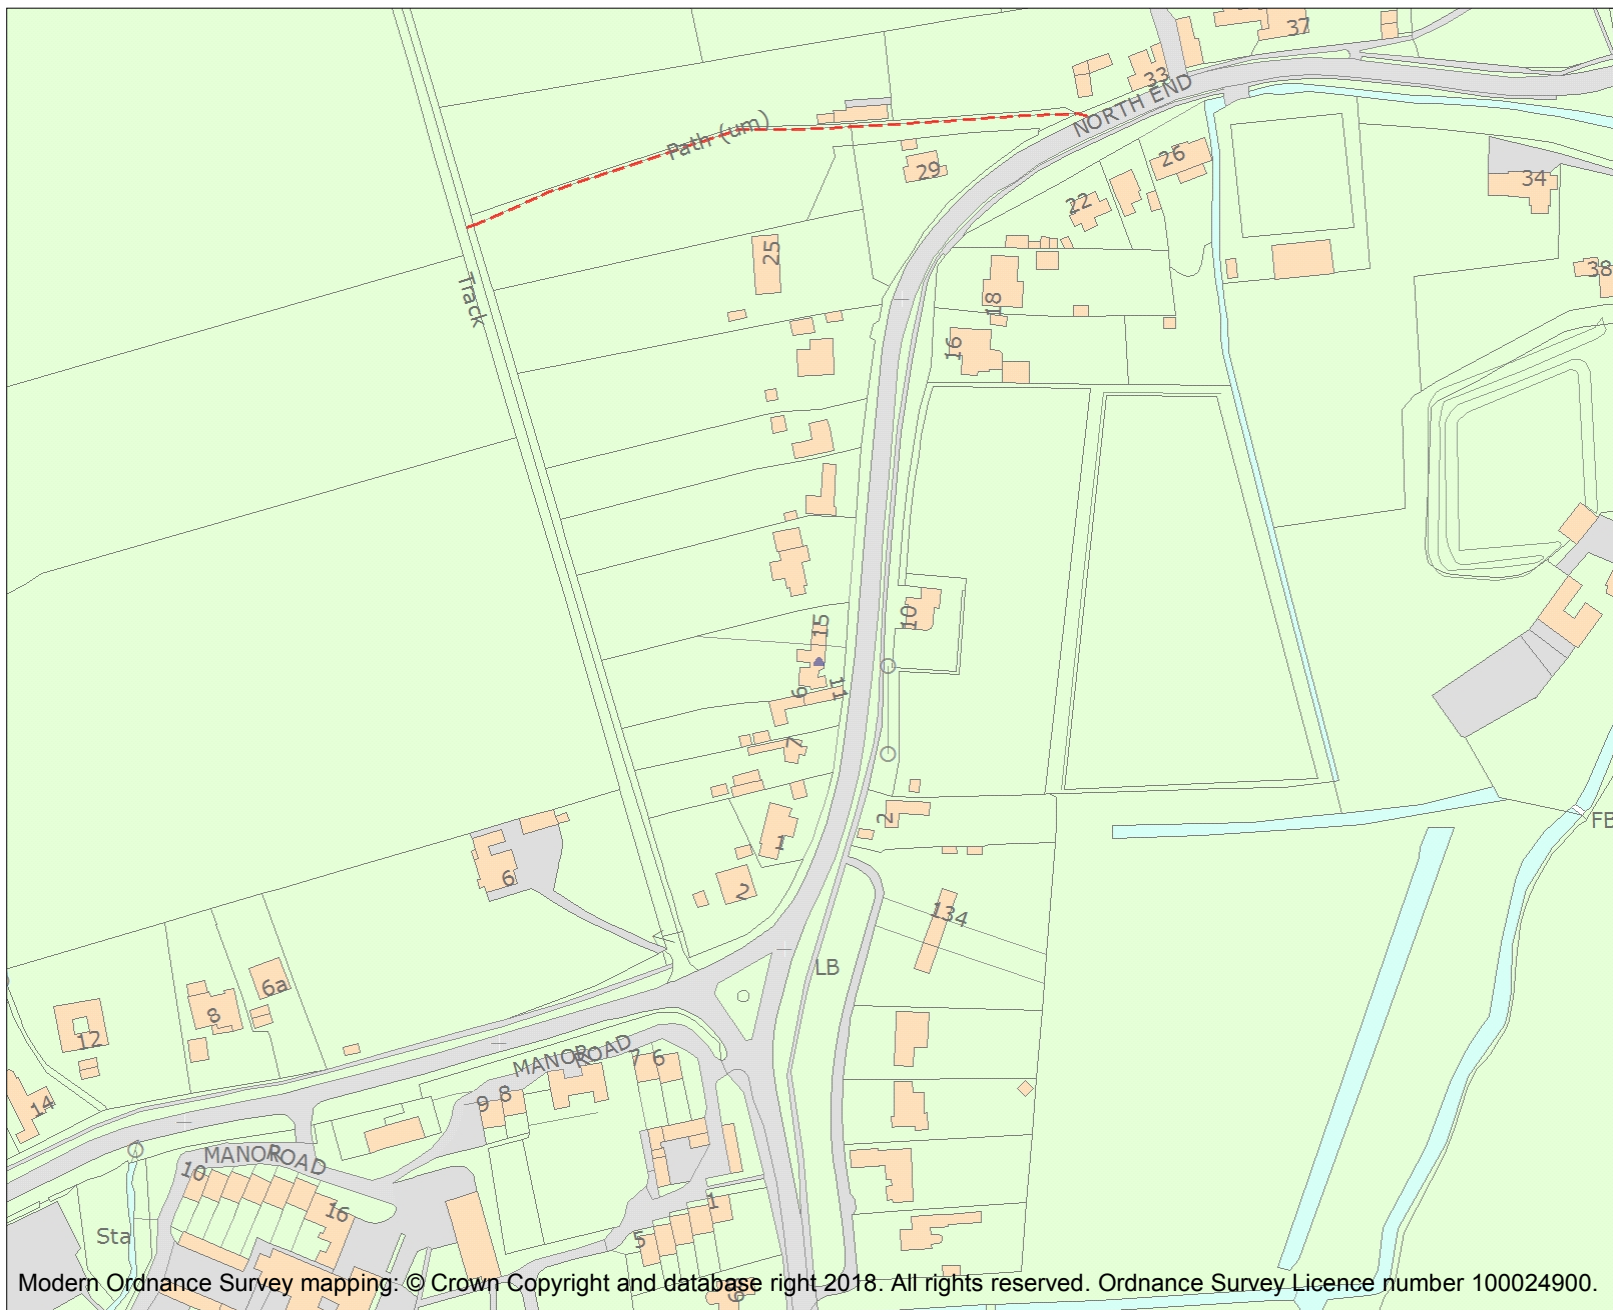 37
33
NORTH END
Path (um)
29
26
22
34
25
38
Track
18
16
10
15
11
9
7
2
1
6
2
FB
134
LB
6a
8
12
14
MANOR ROAD
7 6
9 8
MANOR ROAD
10
16
1
5
Sta
Modern Ordnance Survey mapping: © Crown Copyright and database right 2018. All rights reserved. Ordnance Survey Licence number 100024900.